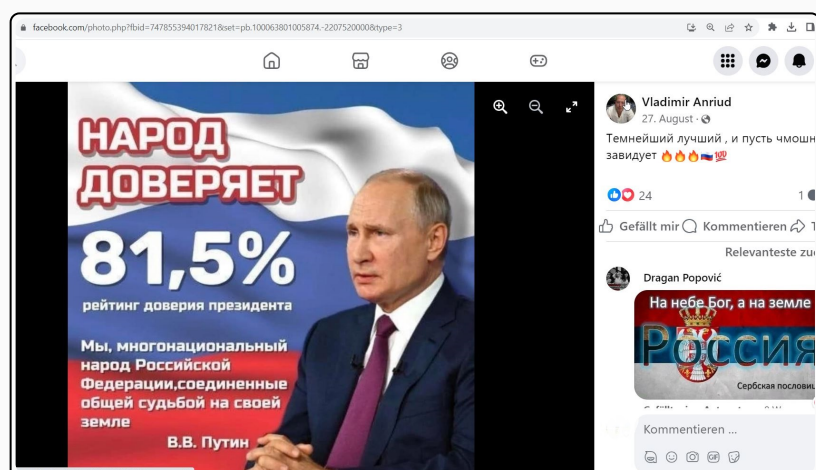 facebook.com/photo.php?fbid=747855394017821&set=pb.100063801005874.-2207520000&type=3
НАРОД
ДОВЕРЯЕТ
81,5%
рейтинг доверия президента
Мы, многонациональный
народ Российской
Федерации,соединенные
общей судьбой на своей
земле
В.В. Путин
Vladimir Anriud
27. August ·
Темнейший лучший , и пусть чмошн
завидует 🔥🔥🔥🇷🇺💯
24
1
Gefällt mir
Kommentieren
Relevanteste zu
Dragan Popović
На небе Бог, а на земле
Россия
Сербская пословиц
Kommentieren ...
GIF